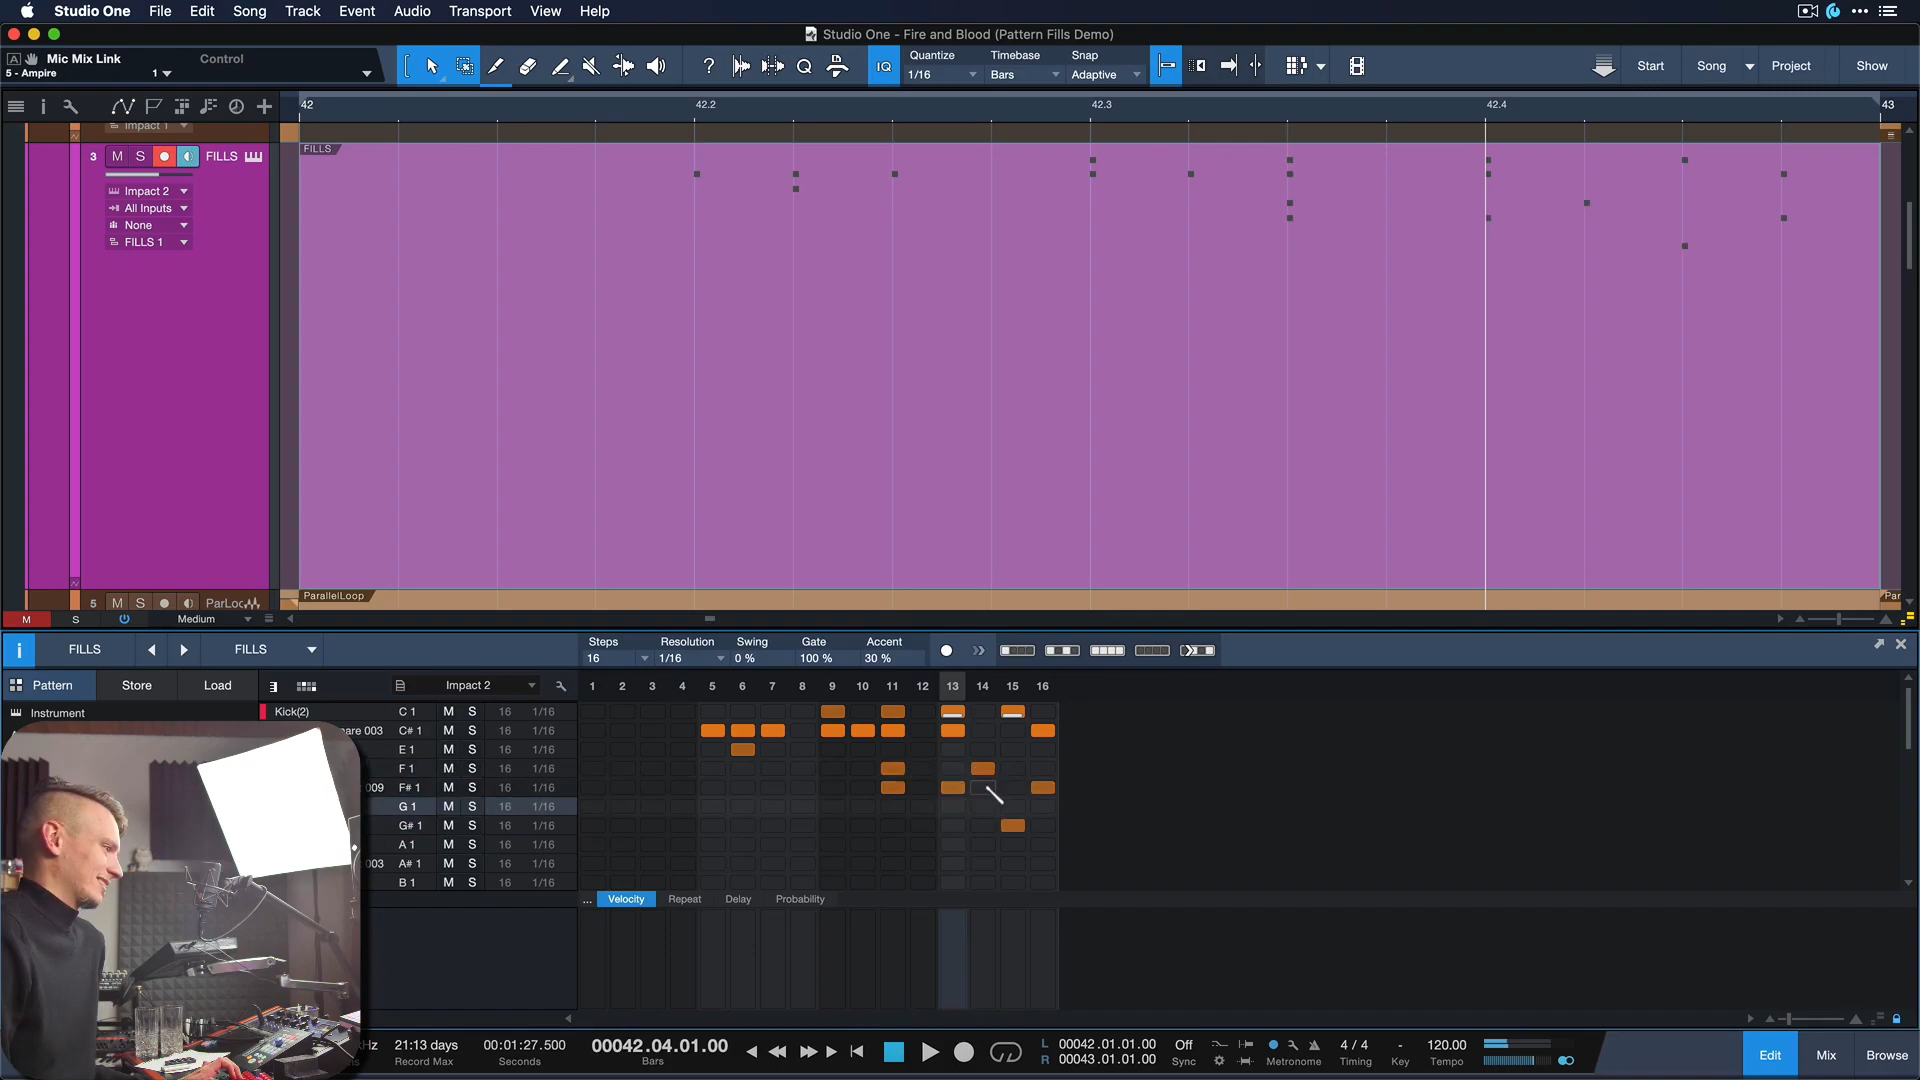 Studio One File Edit Song Track Event Audio Transport View Help
Studio One - Fire and Blood (Pattern Fills Demo)
A Mic Mix Link Control
5 - Ampire 1
? Q IQ Quantize Timebase Snap
1/16 Bars Adaptive
Start Song Project Show
42 42.2 42.3 42.4 43
Impact 1
3 M S FILLS
FILLS
Impact 2
All Inputs
None
FILLS 1
5 M S ParLoc
ParallelLoop
Par
M S Medium
i FILLS FILLS
Steps Resolution Swing Gate Accent
16 1/16 0 % 100 % 30 %
Pattern Store Load Impact 2
1 2 3 4 5 6 7 8 9 10 11 12 13 14 15 16
Instrument
Kick(2) C 1 M S 16 1/16
nare 003 C# 1 M S 16 1/16
E 1 M S 16 1/16
F 1 M S 16 1/16
009 F# 1 M S 16 1/16
G 1 M S 16 1/16
G# 1 M S 16 1/16
A 1 M S 16 1/16
003 A# 1 M S 16 1/16
B 1 M S 16 1/16
... Velocity Repeat Delay Probability
kHz 21:13 days 00:01:27.500 00042.04.01.00
Record Max Seconds Bars
L 00042.01.01.00
R 00043.01.01.00
Off 4 / 4 - 120.00
Sync Metronome Timing Key Tempo
Edit Mix Browse